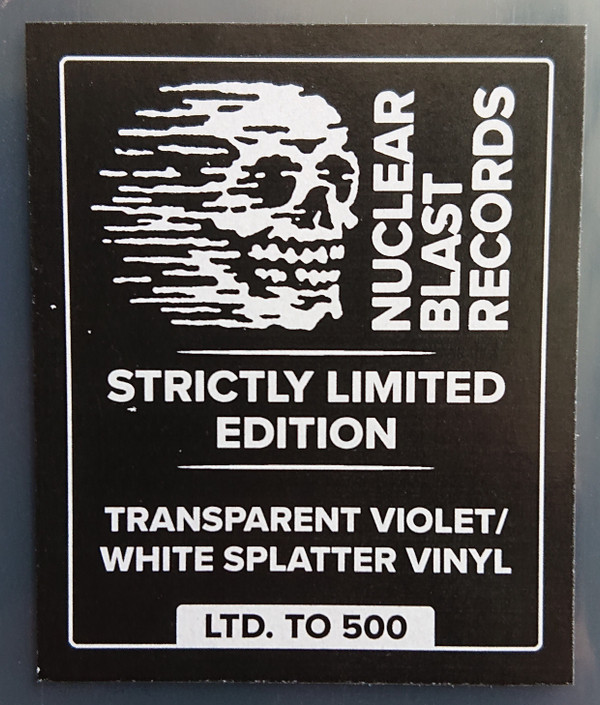 NUCLEAR
BLAST
RECORDS
STRICTLY LIMITED
EDITION
TRANSPARENT VIOLET/
WHITE SPLATTER VINYL
LTD. TO 500